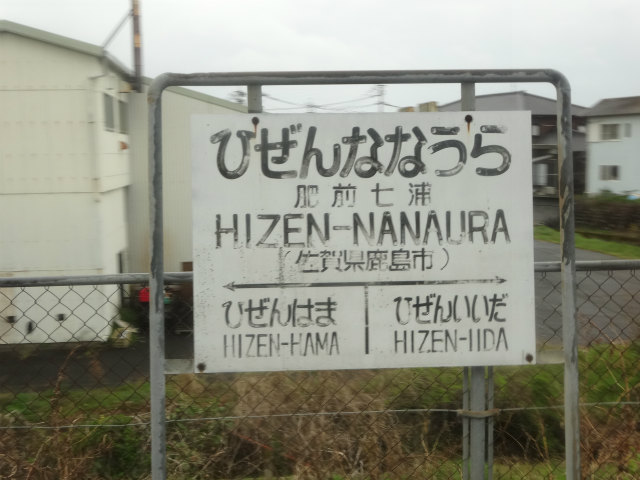 ひぜんななうら
肥前七浦
HIZEN-NANAURA
(佐賀県鹿島市)
ひぜんはま ひぜんいいだ
HIZEN-HAMA HIZEN-IIDA